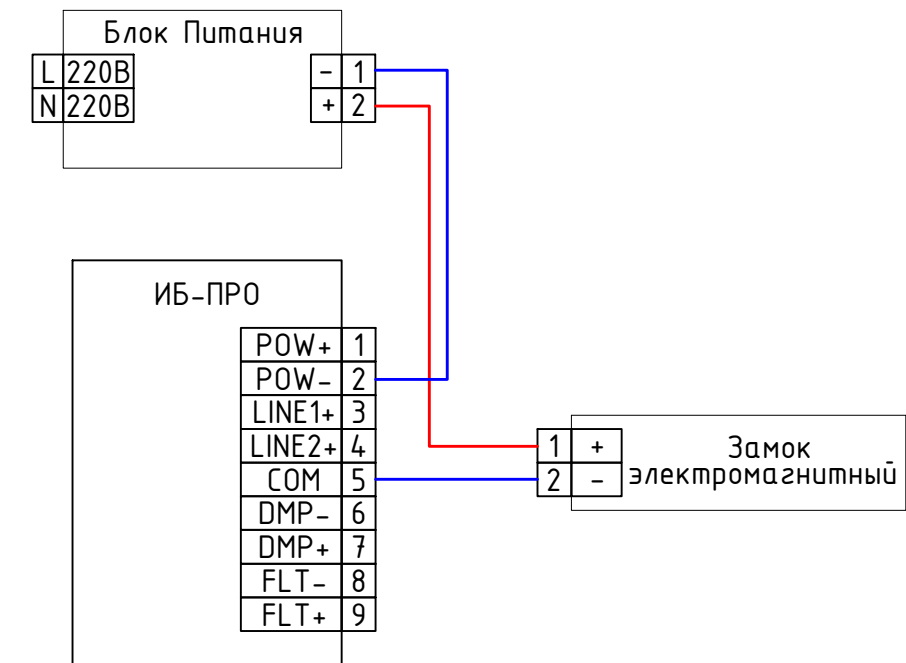 Блок Питания
L 220В - 1
N 220В + 2
ИБ-ПРО
POW+ 1
POW- 2
LINE1+ 3
LINE2+ 4
COM 5
DMP- 6
DMP+ 7
FLT- 8
FLT+ 9
1 + Замок
2 - электромагнитный